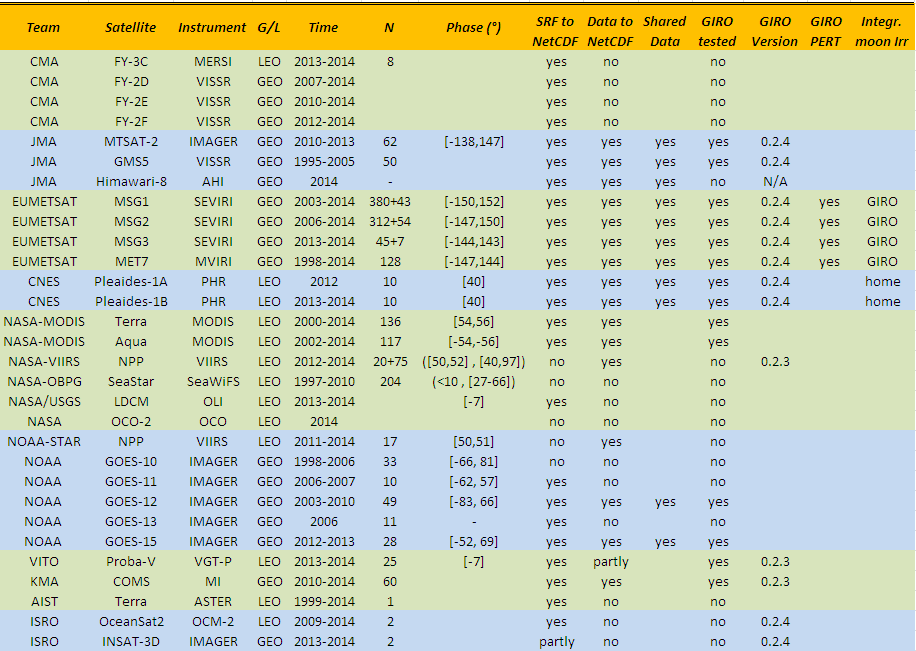 Team Satellite Instrument G/L Time N Phase (°) SRF to NetCDF Data to NetCDF Shared Data GIRO tested GIRO Version GIRO PERT Integr. moon Irr
CMA FY-3C MERSI LEO 2013-2014 8 yes no no
CMA FY-2D VISSR GEO 2007-2014 yes no no
CMA FY-2E VISSR GEO 2010-2014 yes no no
CMA FY-2F VISSR GEO 2012-2014 yes no no
JMA MTSAT-2 IMAGER GEO 2010-2013 62 [-138,147] yes yes yes yes 0.2.4
JMA GMS5 VISSR GEO 1995-2005 50 yes yes yes yes 0.2.4
JMA Himawari-8 AHI GEO 2014 - yes yes yes no N/A
EUMETSAT MSG1 SEVIRI GEO 2003-2014 380+43 [-150,152] yes yes yes yes 0.2.4 yes GIRO
EUMETSAT MSG2 SEVIRI GEO 2006-2014 312+54 [-147,150] yes yes yes yes 0.2.4 yes GIRO
EUMETSAT MSG3 SEVIRI GEO 2013-2014 45+7 [-144,143] yes yes yes yes 0.2.4 yes GIRO
EUMETSAT MET7 MVIRI GEO 1998-2014 128 [-147,144] yes yes yes yes 0.2.4 yes GIRO
CNES Pleaides-1A PHR LEO 2012 10 [40] yes yes yes yes 0.2.4 home
CNES Pleaides-1B PHR LEO 2013-2014 10 [40] yes yes yes yes 0.2.4 home
NASA-MODIS Terra MODIS LEO 2000-2014 136 [54,56] yes yes yes
NASA-MODIS Aqua MODIS LEO 2002-2014 117 [-54,-56] yes yes yes
NASA-VIIRS NPP VIIRS LEO 2012-2014 20+75 ([50,52] , [40,97]) no yes no 0.2.3
NASA-OBPG SeaStar SeaWiFS LEO 1997-2010 204 (<10 , [27-66]) no no no
NASA/USGS LDCM OLI LEO 2013-2014 [-7] yes no no
NASA OCO-2 OCO LEO 2014 no no no
NOAA-STAR NPP VIIRS LEO 2011-2014 17 [50,51] no yes no
NOAA GOES-10 IMAGER GEO 1998-2006 33 [-66, 81] no no no
NOAA GOES-11 IMAGER GEO 2006-2007 10 [-62, 57] yes no no
NOAA GOES-12 IMAGER GEO 2003-2010 49 [-83, 66] yes yes yes yes
NOAA GOES-13 IMAGER GEO 2006 11 - yes no no
NOAA GOES-15 IMAGER GEO 2012-2013 28 [-52, 69] yes yes yes yes
VITO Proba-V VGT-P LEO 2013-2014 25 [-7] yes partly yes 0.2.3
KMA COMS MI GEO 2010-2014 60 yes yes yes 0.2.3
AIST Terra ASTER LEO 1999-2014 1 yes no no
ISRO OceanSat2 OCM-2 LEO 2009-2014 2 yes no no 0.2.4
ISRO INSAT-3D IMAGER GEO 2013-2014 2 partly no no 0.2.4